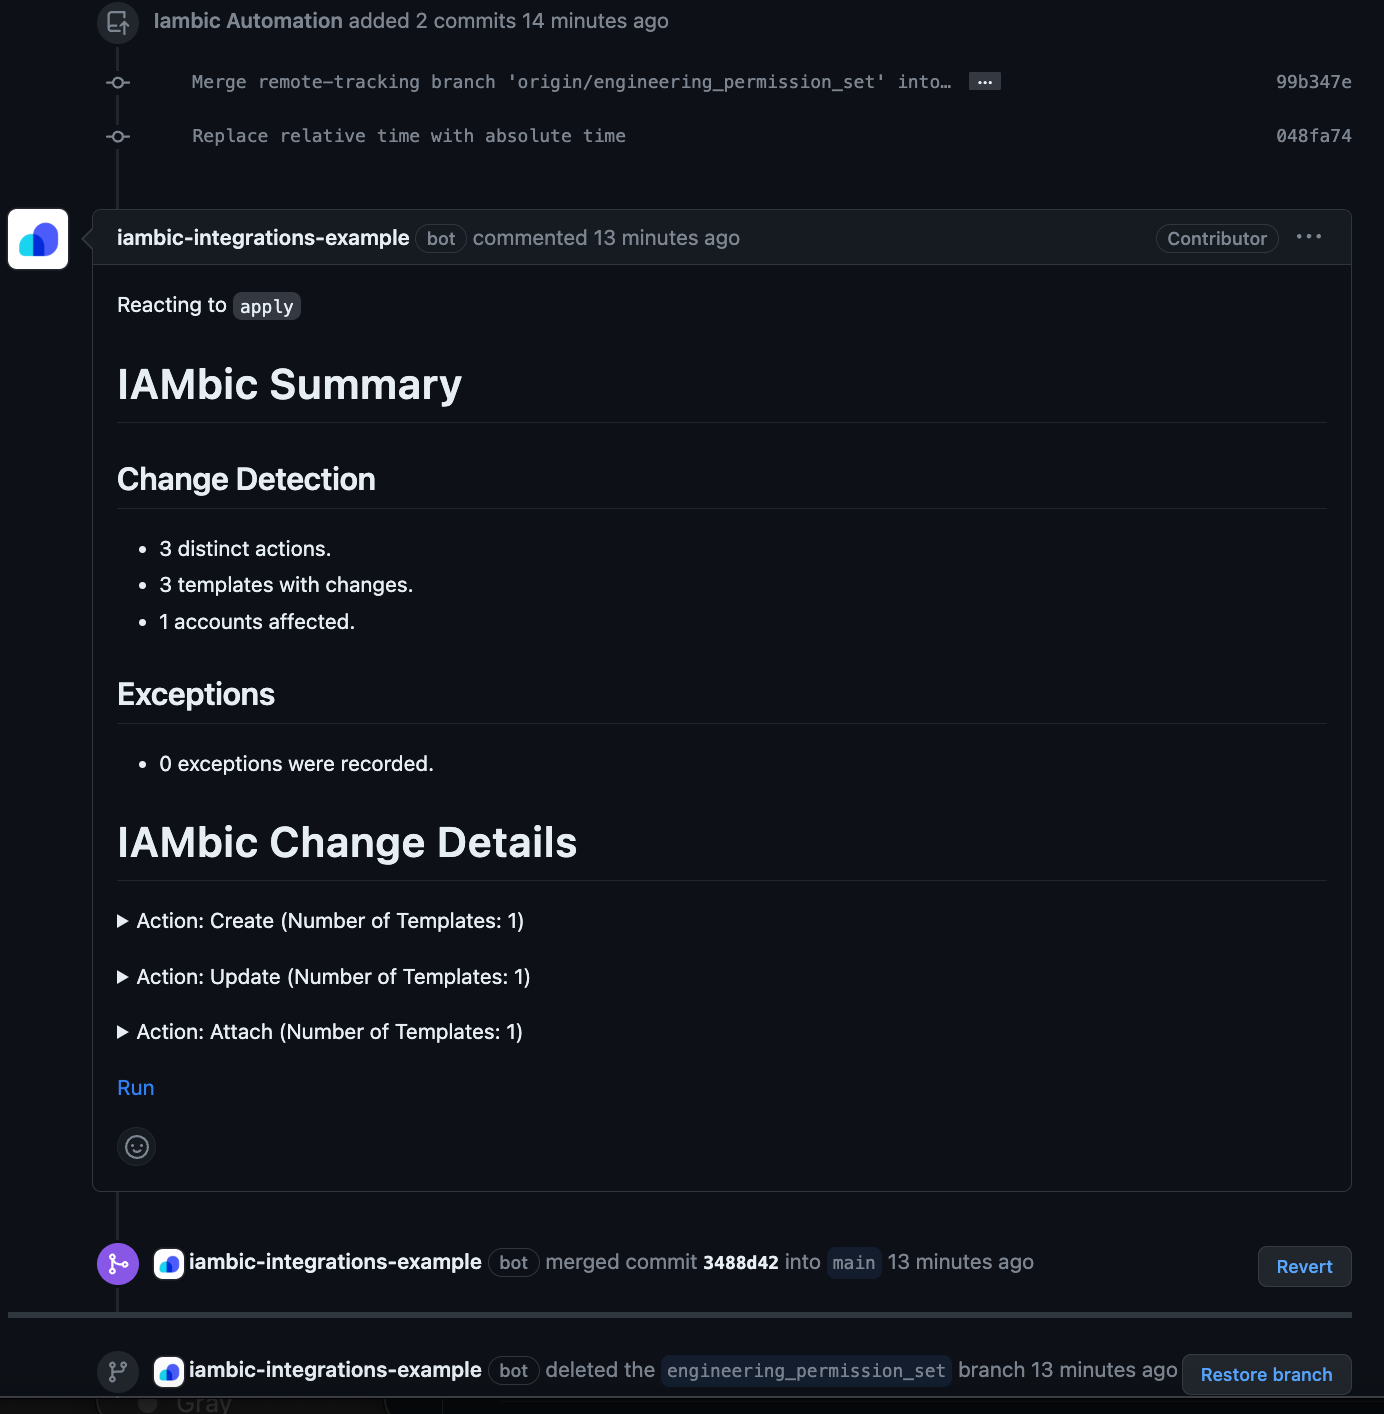 Iambic Automation added 2 commits 14 minutes ago
Merge remote-tracking branch 'origin/engineering_permission_set' into… ...
99b347e
Replace relative time with absolute time
048fa74
iambic-integrations-example bot commented 13 minutes ago
Contributor ...
Reacting to apply
IAMbic Summary
Change Detection
• 3 distinct actions.
• 3 templates with changes.
• 1 accounts affected.
Exceptions
• 0 exceptions were recorded.
IAMbic Change Details
▶ Action: Create (Number of Templates: 1)
▶ Action: Update (Number of Templates: 1)
▶ Action: Attach (Number of Templates: 1)
Run
iambic-integrations-example bot merged commit 3488d42 into main 13 minutes ago
Revert
iambic-integrations-example bot deleted the engineering_permission_set branch 13 minutes ago
Restore branch
Gray